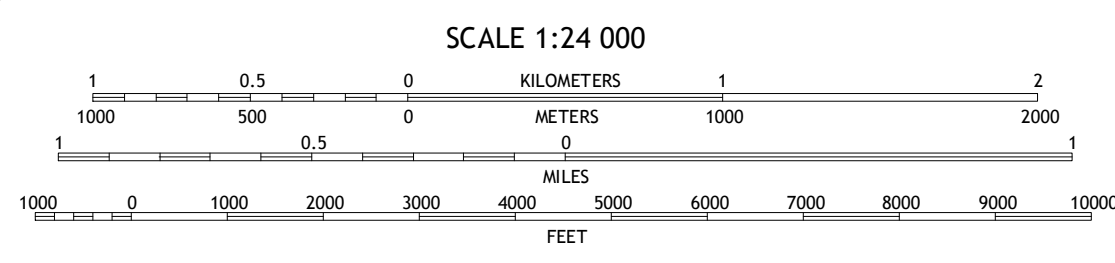 SCALE 1:24 000
1 0.5 0 KILOMETERS 1 2
1000 500 0 METERS 1000 2000
1 0.5 0 1
MILES
1000 0 1000 2000 3000 4000 5000 6000 7000 8000 9000 10000
FEET